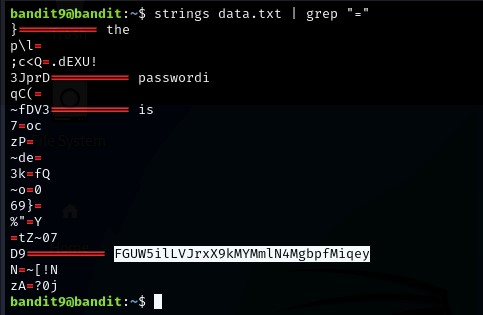 bandit9@bandit:~$ strings data.txt | grep "="
}========== the
p\l=
;c<Q=.dEXU!
3JprD========== passwordi
qC(=
~fDV3========== is
7=oc
zP=
~de=
3k=fQ
~o=0
69}=
%"=Y
=tZ~07
D9========== FGUW5ilLVJrxX9kMYMmlN4MgbpfMiqey
N=~[!N
zA=?0j
bandit9@bandit:~$